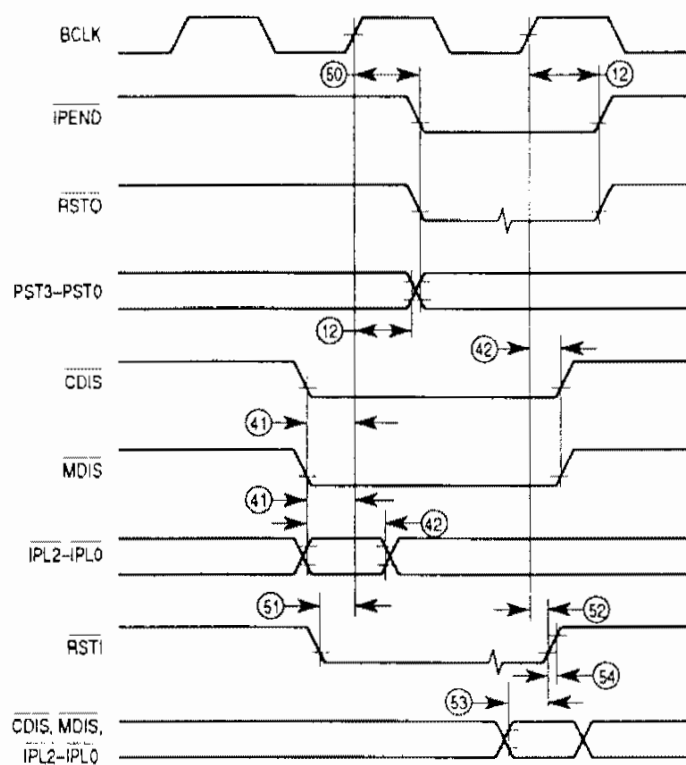 BCLK
50
12
IPEND
RSTO
PST3–PST0
12
42
CDIS
41
MDIS
41
42
IPL2–IPL0
51
52
RSTI
54
53
CDIS, MDIS,
IPL2–IPL0